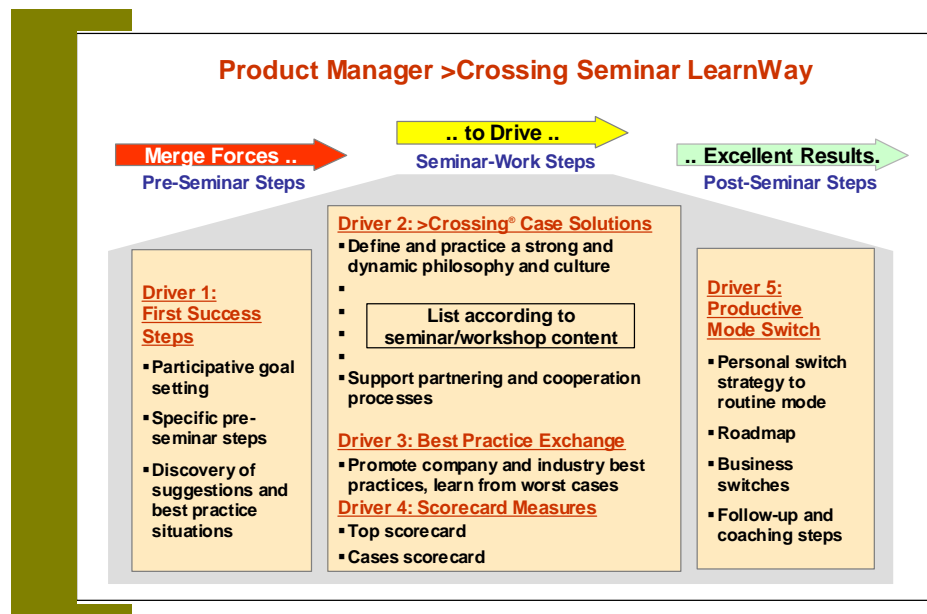 Product Manager >Crossing Seminar LearnWay
Merge Forces ..
Pre-Seminar Steps
.. to Drive ..
Seminar-Work Steps
.. Excellent Results.
Post-Seminar Steps
Driver 1:
First Success
Steps
▪ Participative goal
setting
▪ Specific pre-
seminar steps
▪ Discovery of
suggestions and
best practice
situations
Driver 2: >Crossing® Case Solutions
▪ Define and practice a strong and
dynamic philosophy and culture
▪
▪
▪
▪
List according to
seminar/workshop content
▪ Support partnering and cooperation
processes
Driver 3: Best Practice Exchange
▪ Promote company and industry best
practices, learn from worst cases
Driver 4: Scorecard Measures
▪ Top scorecard
▪ Cases scorecard
Driver 5:
Productive
Mode Switch
▪ Personal switch
strategy to
routine mode
▪ Roadmap
▪ Business
switches
▪ Follow-up and
coaching steps